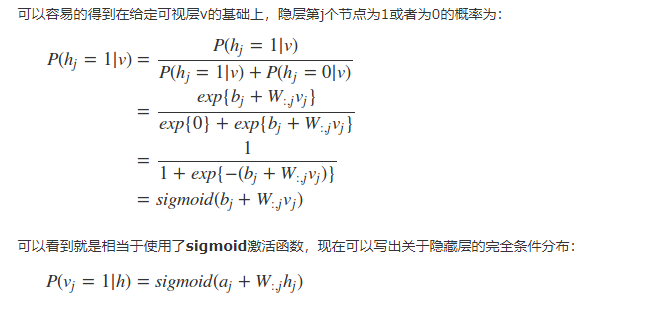 可以容易的得到在给定可视层v的基础上，隐层第j个节点为1或者为0的概率为：
P(h_j = 1|v) = \frac{P(h_j = 1|v)}{P(h_j = 1|v) + P(h_j = 0|v)}
= \frac{exp\{b_j + W_{:,j}v_j\}}{exp\{0\} + exp\{b_j + W_{:,j}v_j\}}
= \frac{1}{1 + exp\{-(b_j + W_{:,j}v_j)\}}
= sigmoid(b_j + W_{:,j}v_j)
可以看到就是相当于使用了sigmoid激活函数，现在可以写出关于隐藏层的完全条件分布：
P(v_j = 1|h) = sigmoid(a_j + W_{:,j}h_j)